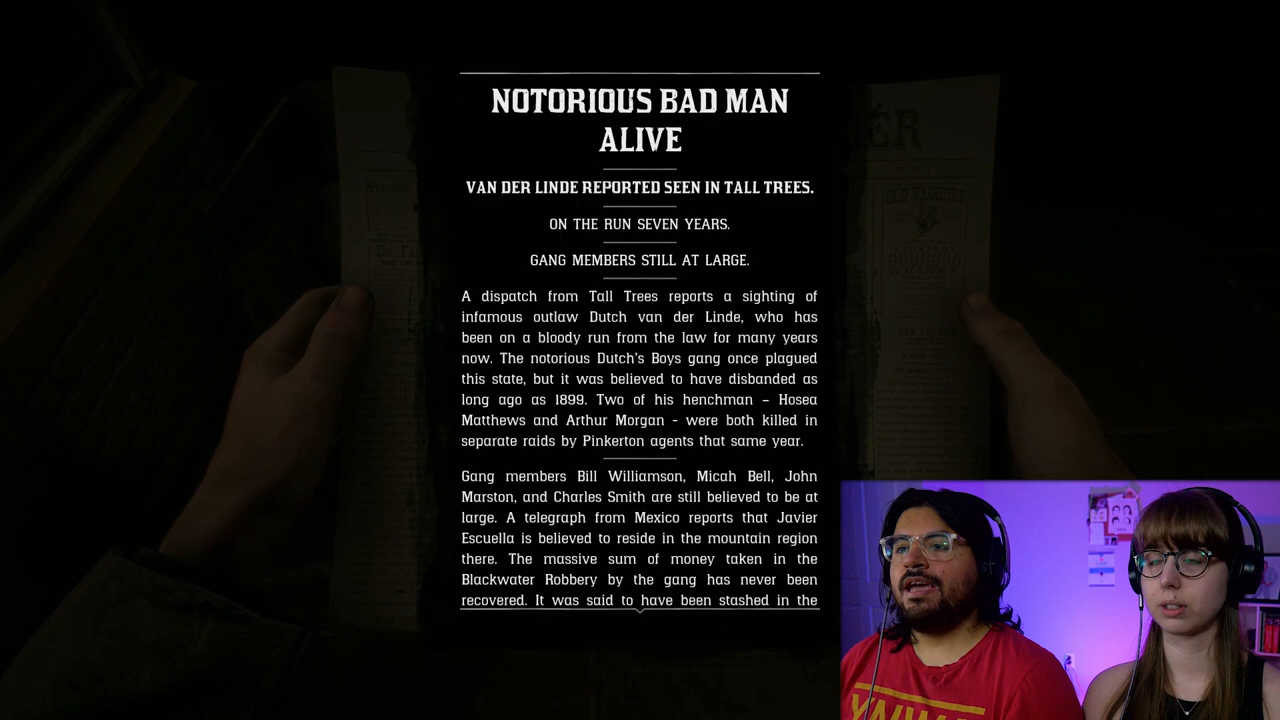 NOTORIOUS BAD MAN
ALIVE
VAN DER LINDE REPORTED SEEN IN TALL TREES.
ON THE RUN SEVEN YEARS.
GANG MEMBERS STILL AT LARGE.
A dispatch from Tall Trees reports a sighting of
infamous outlaw Dutch van der Linde, who has
been on a bloody run from the law for many years
now. The notorious Dutch's Boys gang once plagued
this state, but it was believed to have disbanded as
long ago as 1899. Two of his henchman – Hosea
Matthews and Arthur Morgan - were both killed in
separate raids by Pinkerton agents that same year.
Gang members Bill Williamson, Micah Bell, John
Marston, and Charles Smith are still believed to be at
large. A telegraph from Mexico reports that Javier
Escuella is believed to reside in the mountain region
there. The massive sum of money taken in the
Blackwater Robbery by the gang has never been
recovered. It was said to have been stashed in the